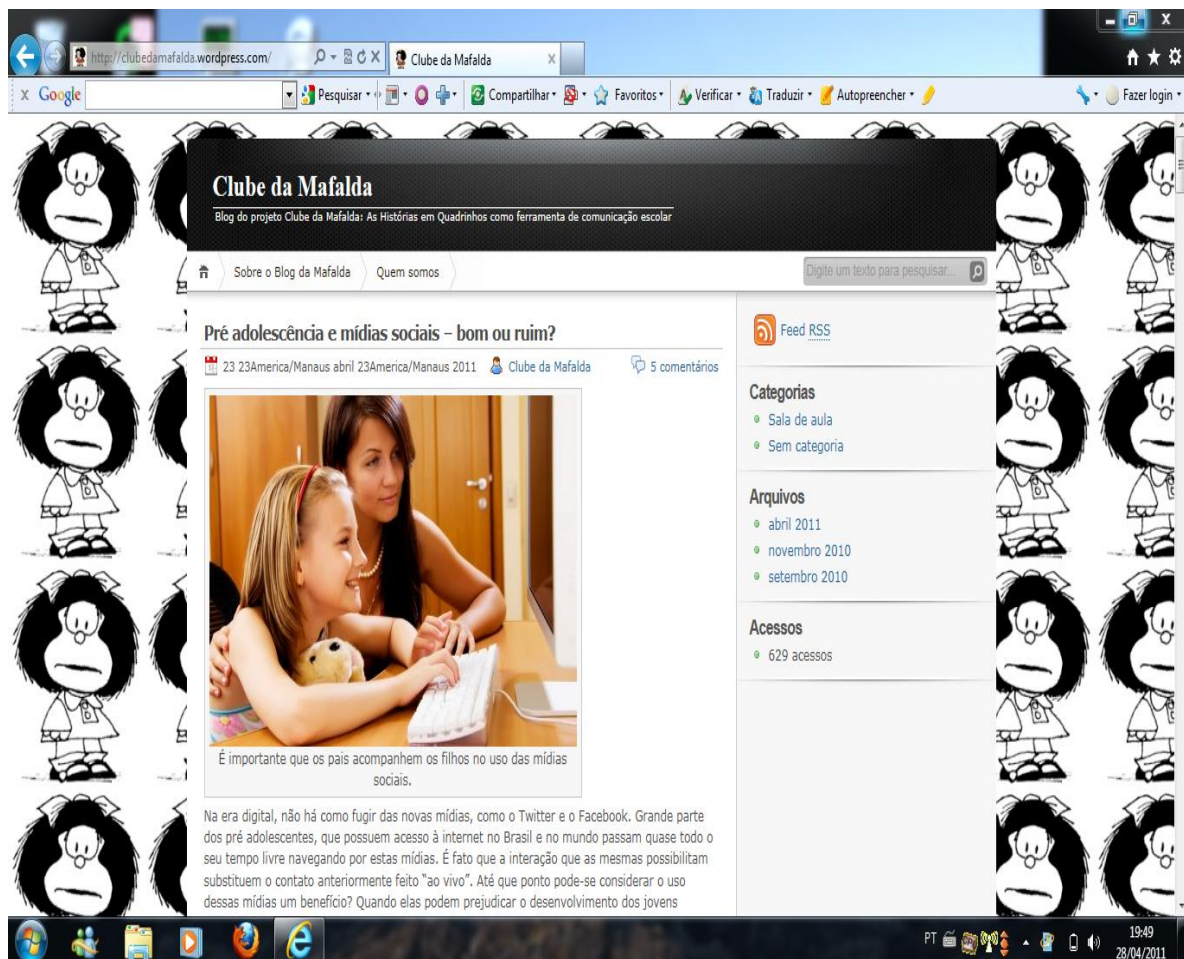 http://clubedamafalda.wordpress.com/
Clube da Mafalda
x Google
Pesquisar
Compartilhar
Favoritos
Verificar
Traduzir
Autopreencher
Fazer login
Clube da Mafalda
Blog do projeto Clube da Mafalda: As Histórias em Quadrinhos como ferramenta de comunicação escolar
Sobre o Blog da Mafalda
Quem somos
Digite um texto para pesquisar...
Pré adolescência e mídias sociais – bom ou ruim?
23 23America/Manaus abril 23America/Manaus 2011
Clube da Mafalda
5 comentários
É importante que os pais acompanhem os filhos no uso das mídias
sociais.
Na era digital, não há como fugir das novas mídias, como o Twitter e o Facebook. Grande parte
dos pré adolescentes, que possuem acesso à internet no Brasil e no mundo passam quase todo o
seu tempo livre navegando por estas mídias. É fato que a interação que as mesmas possibilitam
substituem o contato anteriormente feito "ao vivo". Até que ponto pode-se considerar o uso
dessas mídias um benefício? Quando elas podem prejudicar o desenvolvimento dos jovens
Feed RSS
Categorias
Sala de aula
Sem categoria
Arquivos
abril 2011
novembro 2010
setembro 2010
Acessos
629 acessos
PT
19:49
28/04/2011